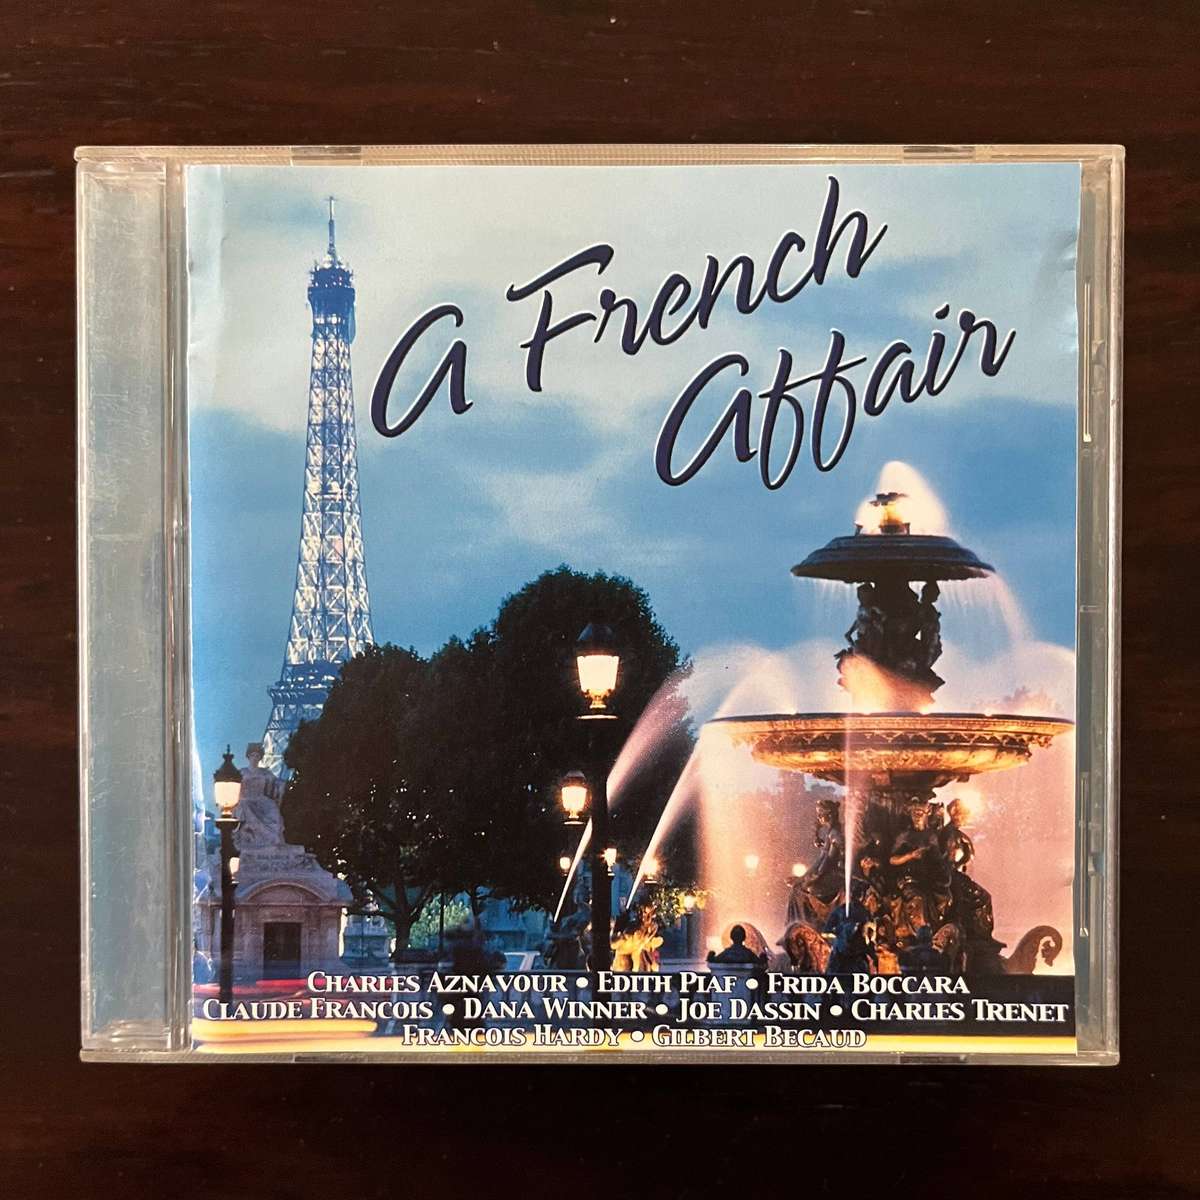 A French
Affair
CHARLES AZNAVOUR • EDITH PIAF • FRIDA BOCCARA
CLAUDE FRANCOIS • DANA WINNER • JOE DASSIN • CHARLES TRENET
FRANCOIS HARDY • GILBERT BECAUD